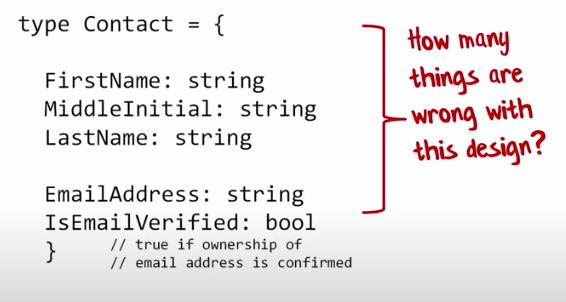 type Contact = {
FirstName: string
MiddleInitial: string
LastName: string
EmailAddress: string
IsEmailVerified: bool
}
// true if ownership of
// email address is confirmed
How many
things are
wrong with
this design?